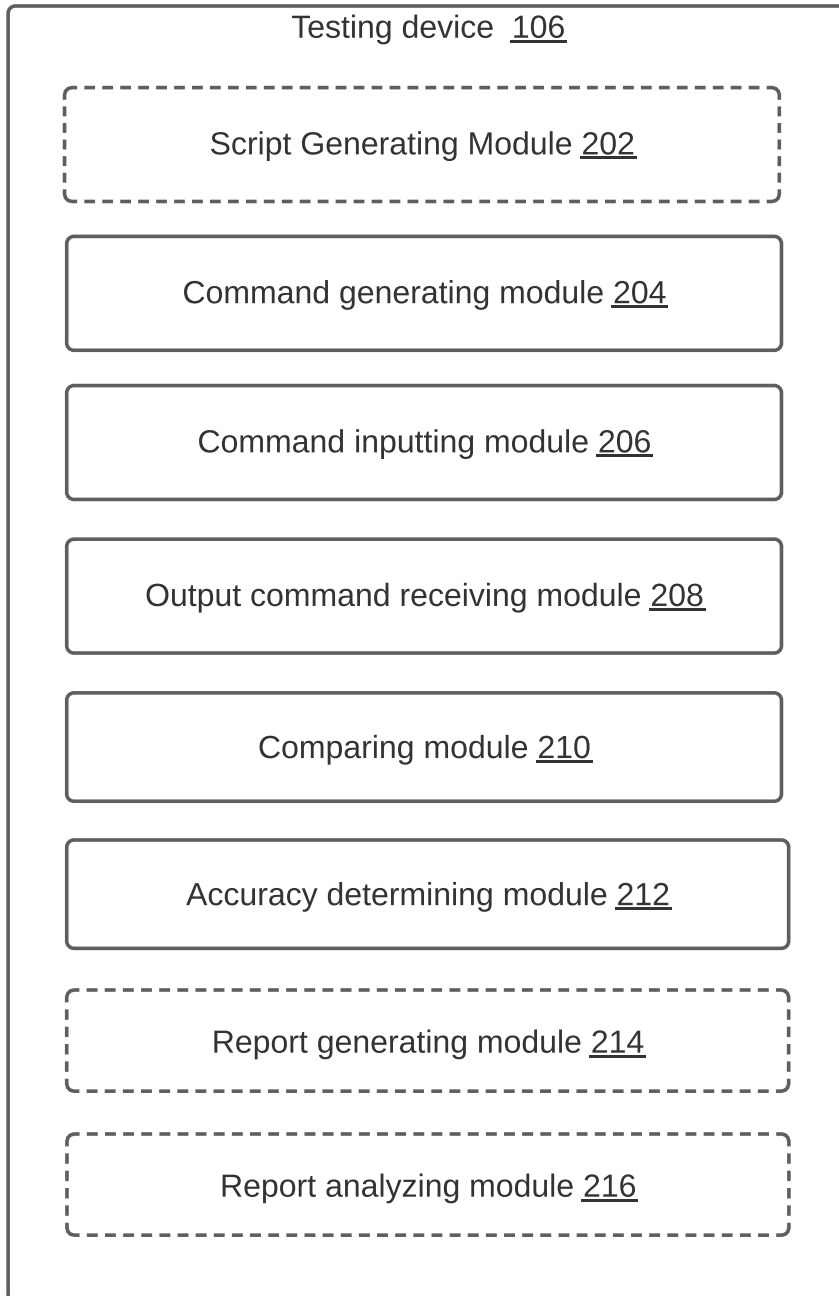 Testing device 106
Script Generating Module 202
Command generating module 204
Command inputting module 206
Output command receiving module 208
Comparing module 210
Accuracy determining module 212
Report generating module 214
Report analyzing module 216